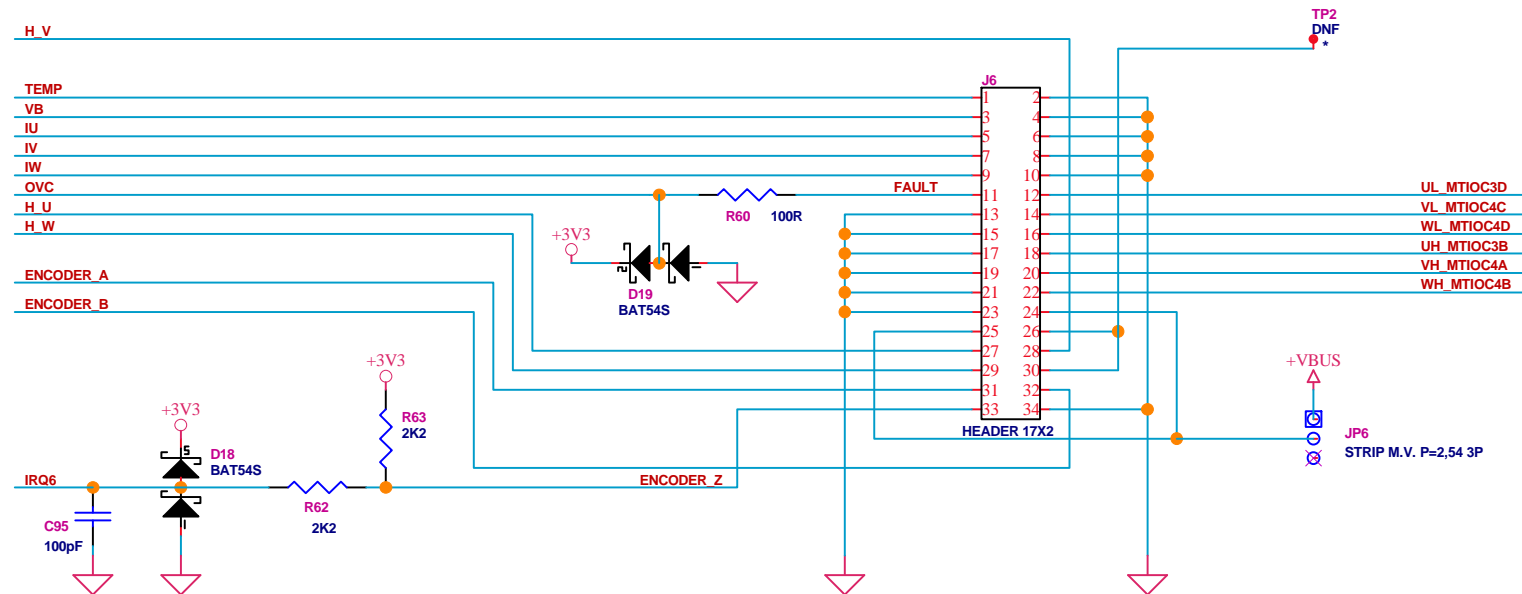 TP2
DNF
*
H_V
J6
TEMP 1 2
VB 3 4
IU 5 6
IV 7 8
IW 9 10
OVC FAULT 11 12 UL_MTIOC3D
R60 100R
H_U 13 14 VL_MTIOC4C
H_W 15 16 WL_MTIOC4D
+3V3
17 18 UH_MTIOC3B
ENCODER_A 19 20 VH_MTIOC4A
2 1
D19
BAT54S
21 22 WH_MTIOC4B
ENCODER_B 23 24
25 26
27 28
29 30
31 32
33 34
HEADER 17X2
+3V3
R63
2K2
+VBUS
JP6
STRIP M.V. P=2,54 3P
+3V3
2
D18
BAT54S
1
IRQ6 ENCODER_Z
R62
2K2
C95
100pF